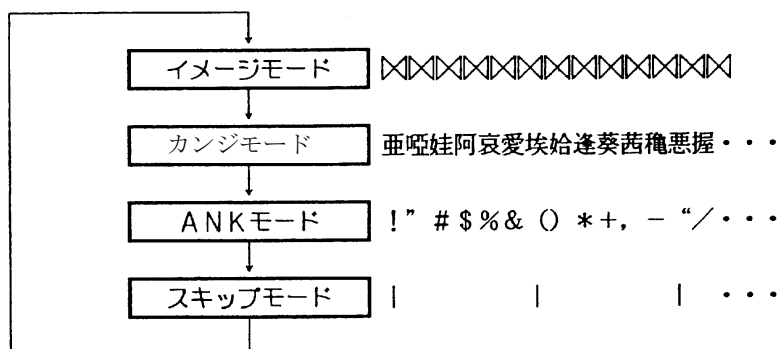 イメージモード ⋈⋈⋈⋈⋈⋈⋈⋈⋈⋈⋈⋈⋈
カンジモード 亜唖娃阿哀愛埃姶逢葵茜穐悪握・・・
ANKモード !”#$%&()*+,-“/・・・
スキップモード | | | ・・・